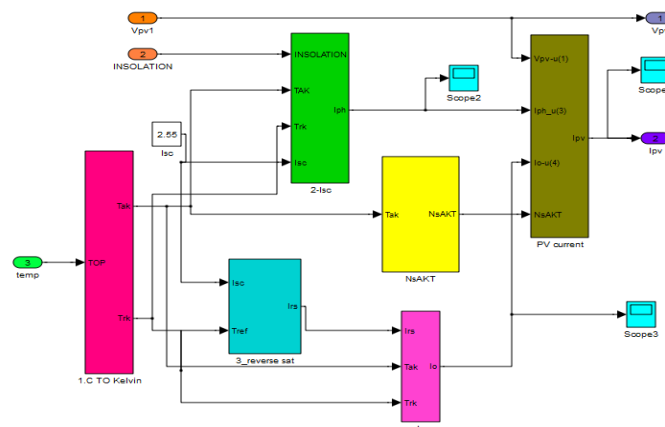 1
Vpv1
1
2
INSOLATION
INSOLATION
TAK
Trk
Isc
Iph
2-Isc
2.55
Isc
Scope2
Vpv-u(1)
Iph_u(3)
Io-u(4)
NsAKT
Ipv
PV current
Scope
2
Ipv
Tak
NsAKT
NsAKT
3
temp
TOP
Tak
Trk
1.C TO Kelvin
Isc
Tref
Irs
3_reverse sat
Irs
Tak
Trk
Io
Scope3